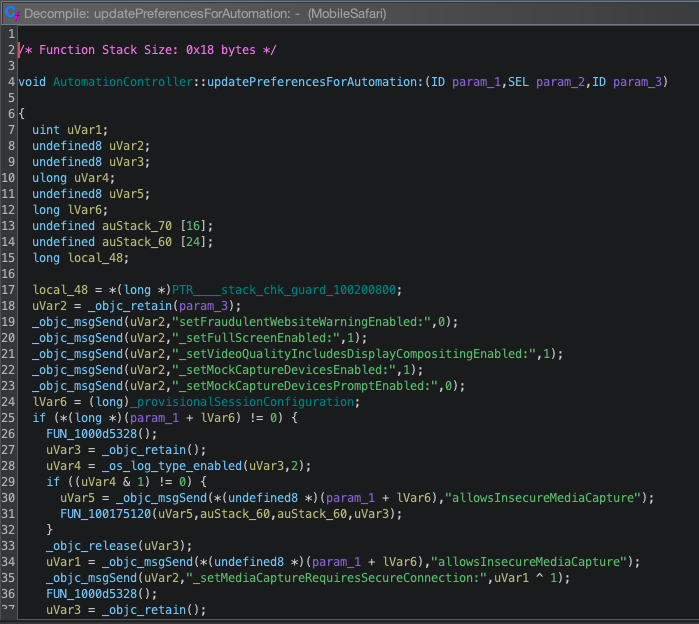 Decompile: updatePreferencesForAutomation: - (MobileSafari)
1
2 /* Function Stack Size: 0x18 bytes */
3
4 void AutomationController::updatePreferencesForAutomation:(ID param_1,SEL param_2,ID param_3)
5
6 {
7 uint uVar1;
8 undefined8 uVar2;
9 undefined8 uVar3;
10 ulong uVar4;
11 undefined8 uVar5;
12 long lVar6;
13 undefined auStack_70 [16];
14 undefined auStack_60 [24];
15 long local_48;
16
17 local_48 = *(long *)PTR____stack_chk_guard_100200800;
18 uVar2 = _objc_retain(param_3);
19 _objc_msgSend(uVar2,"setFraudulentWebsiteWarningEnabled:",0);
20 _objc_msgSend(uVar2,"_setFullScreenEnabled:",1);
21 _objc_msgSend(uVar2,"_setVideoQualityIncludesDisplayCompositingEnabled:",1);
22 _objc_msgSend(uVar2,"_setMockCaptureDevicesEnabled:",1);
23 _objc_msgSend(uVar2,"_setMockCaptureDevicesPromptEnabled:",0);
24 lVar6 = (long)_provisionalSessionConfiguration;
25 if (*(long *)(param_1 + lVar6) != 0) {
26 FUN_1000d5328();
27 uVar3 = _objc_retain();
28 uVar4 = _os_log_type_enabled(uVar3,2);
29 if ((uVar4 & 1) != 0) {
30 uVar5 = _objc_msgSend(*(undefined8 *)(param_1 + lVar6),"allowsInsecureMediaCapture");
31 FUN_100175120(uVar5,auStack_60,auStack_60,uVar3);
32 }
33 _objc_release(uVar3);
34 uVar1 = _objc_msgSend(*(undefined8 *)(param_1 + lVar6),"allowsInsecureMediaCapture");
35 _objc_msgSend(uVar2,"_setMediaCaptureRequiresSecureConnection:",uVar1 ^ 1);
36 FUN_1000d5328();
37 uVar3 = _objc_retain();